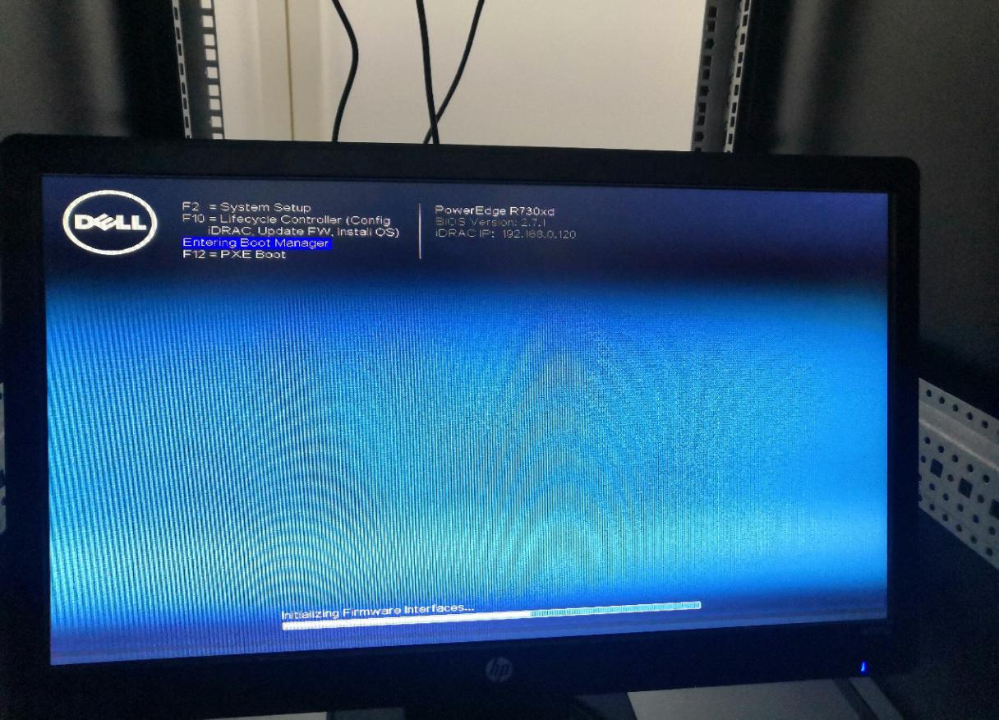 DELL
F2 = System Setup
F10 = Lifecycle Controller (Config
iDRAC, Update FW, Install OS)
Entering Boot Manager
F12 = PXE Boot
PowerEdge R730xd
BIOS Version: 2.7.1
iDRAC IP: 192.168.0.120
Initializing Firmware Interfaces...
hp